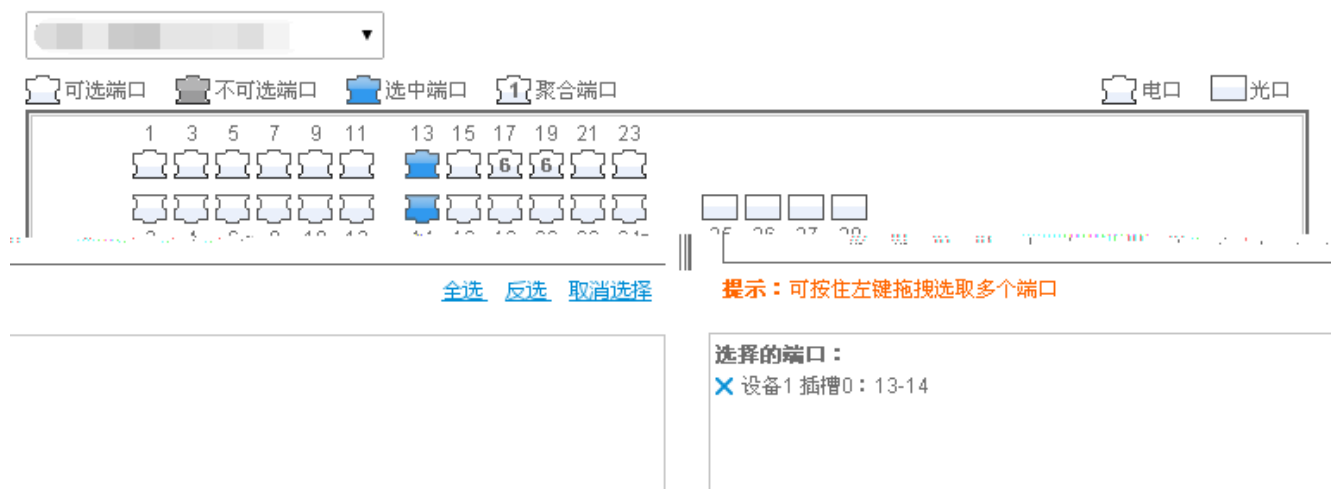 可选端口 不可选端口 选中端口 1 聚合端口 电口 光口
1 3 5 7 9 11 13 15 17 19 21 23
6 6
全选 反选 取消选择
提示：可按住左键拖拽选取多个端口
选择的端口：
设备1 插槽0：13-14